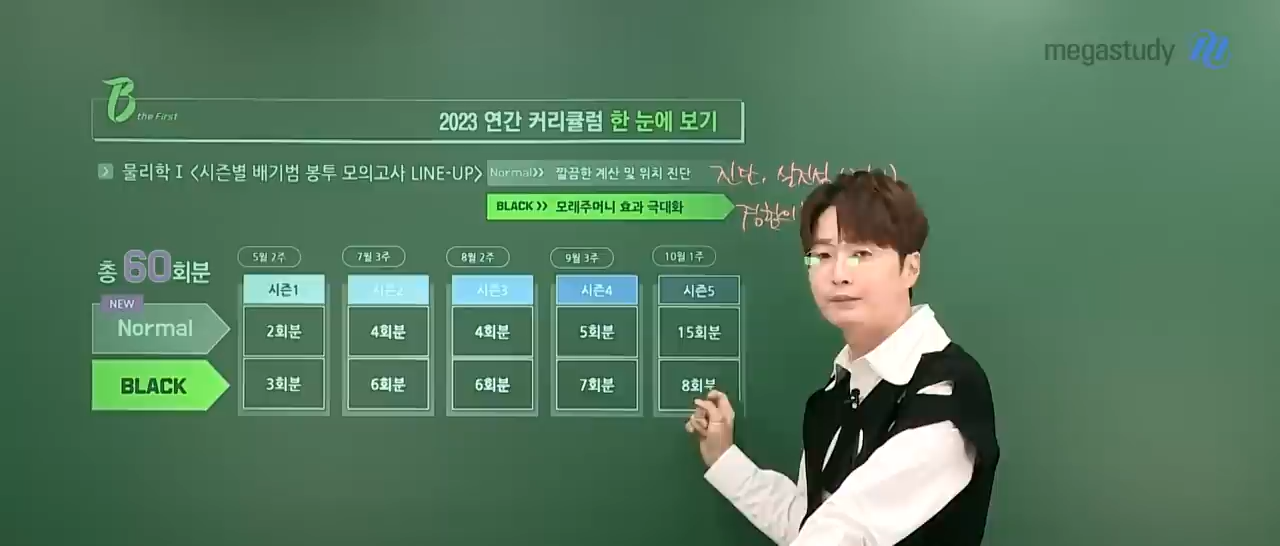 megastudy
B the First
2023 연간 커리큘럼 한 눈에 보기
물리학 I <시즌별 배기범 봉투 모의고사 LINE-UP>
Normal>> 깔끔한 계산 및 위치 진단
진단,
BLACK >> 모래주머니 효과 극대화
총 60회분
5월 2주 7월 3주 8월 2주 9월 3주 10월 1주
시즌1 시즌2 시즌3 시즌4 시즌5
NEW
Normal 2회분 4회분 4회분 5회분 15회분
BLACK 3회분 6회분 6회분 7회분 8회분